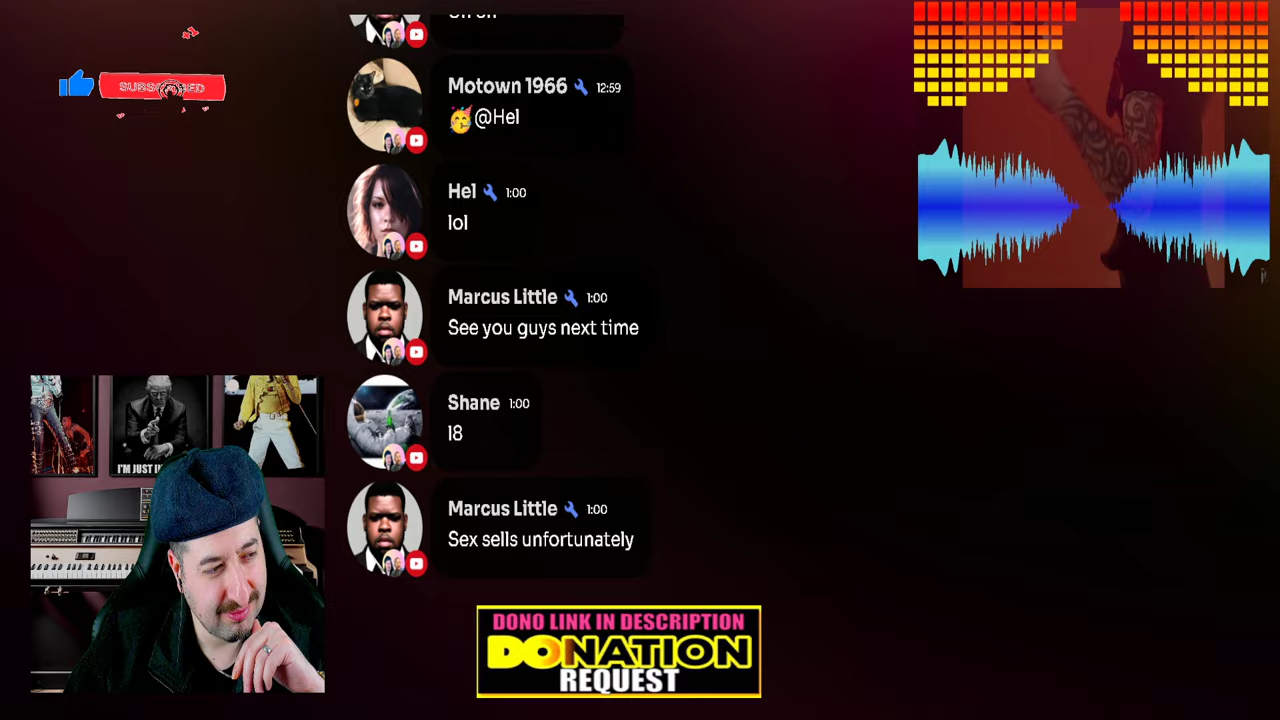 SUBSCRIBED
Motown 1966 12:59
@Hel
Hel 1:00
lol
Marcus Little 1:00
See you guys next time
Shane 1:00
18
Marcus Little 1:00
Sex sells unfortunately
I'M JUST
DONO LINK IN DESCRIPTION
DONATION
REQUEST